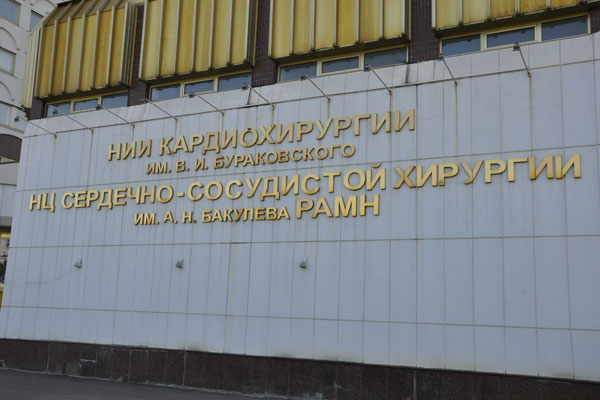 НИИ КАРДИОХИРУРГИИ
ИМ. В. И. БУРАКОВСКОГО
НЦ СЕРДЕЧНО-СОСУДИСТОЙ ХИРУРГИИ
ИМ. А. Н. БАКУЛЕВА РАМН